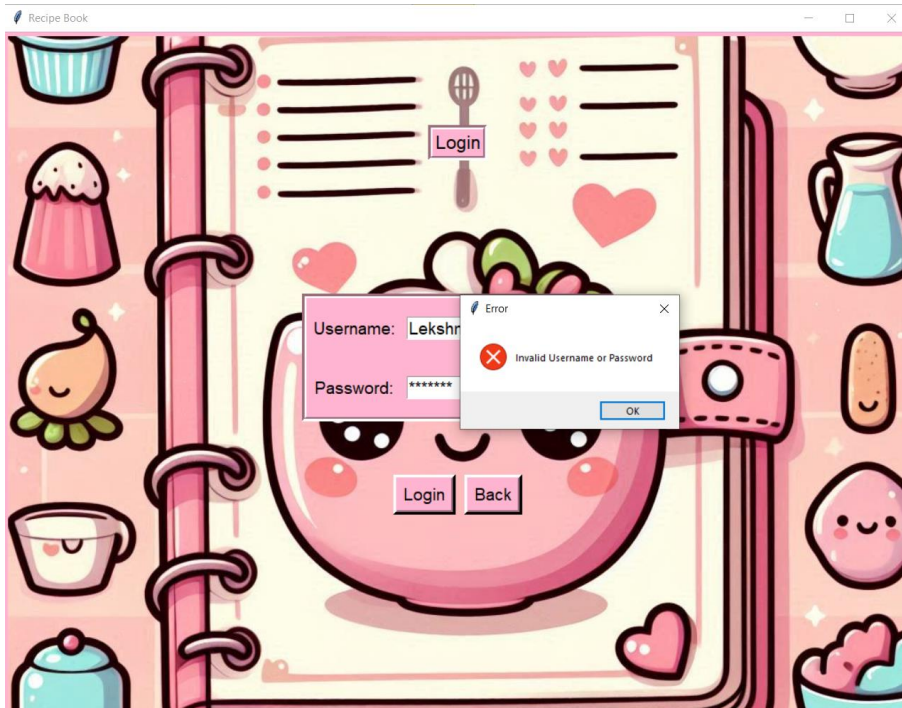 Recipe Book
Login
Error
Username:
Invalid Username or Password
Password: *******
OK
Login Back